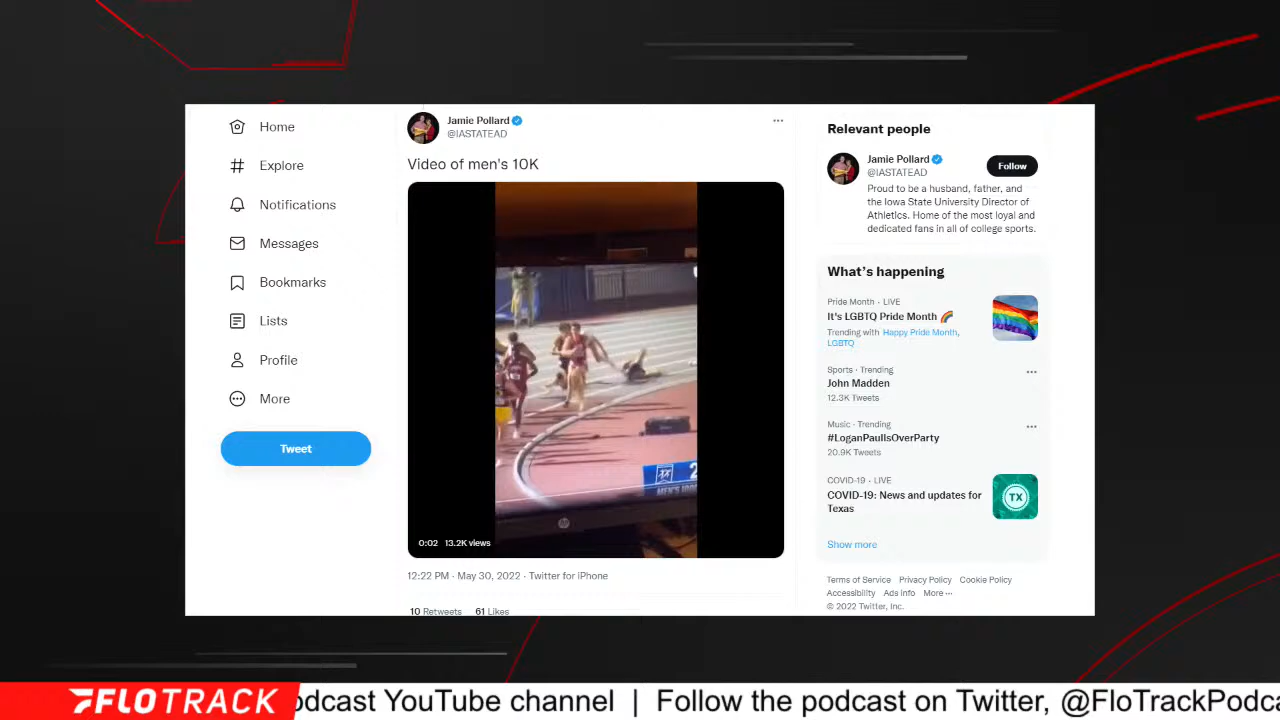 Home
Explore
Notifications
Messages
Bookmarks
Lists
Profile
More
Tweet
Jamie Pollard
@IASTATEAD
Video of men's 10K
2
MEN'S
hp
0:02 13.2K views
12:22 PM · May 30, 2022 · Twitter for iPhone
10 Retweets 61 Likes
Relevant people
Jamie Pollard
@IASTATEAD
Follow
Proud to be a husband, father, and
the Iowa State University Director of
Athletics. Home of the most loyal and
dedicated fans in all of college sports.
What's happening
Pride Month · LIVE
It's LGBTQ Pride Month
Trending with Happy Pride Month,
LGBTQ
Sports · Trending
John Madden
12.3K Tweets
Music · Trending
#LoganPaulIsOverParty
20.9K Tweets
COVID-19 · LIVE
COVID-19: News and updates for
Texas
TX
Show more
Terms of Service Privacy Policy Cookie Policy
Accessibility Ads info More ···
© 2022 Twitter, Inc.
FLOTRACK
odcast YouTube channel | Follow the podcast on Twitter, @FloTrackPodca